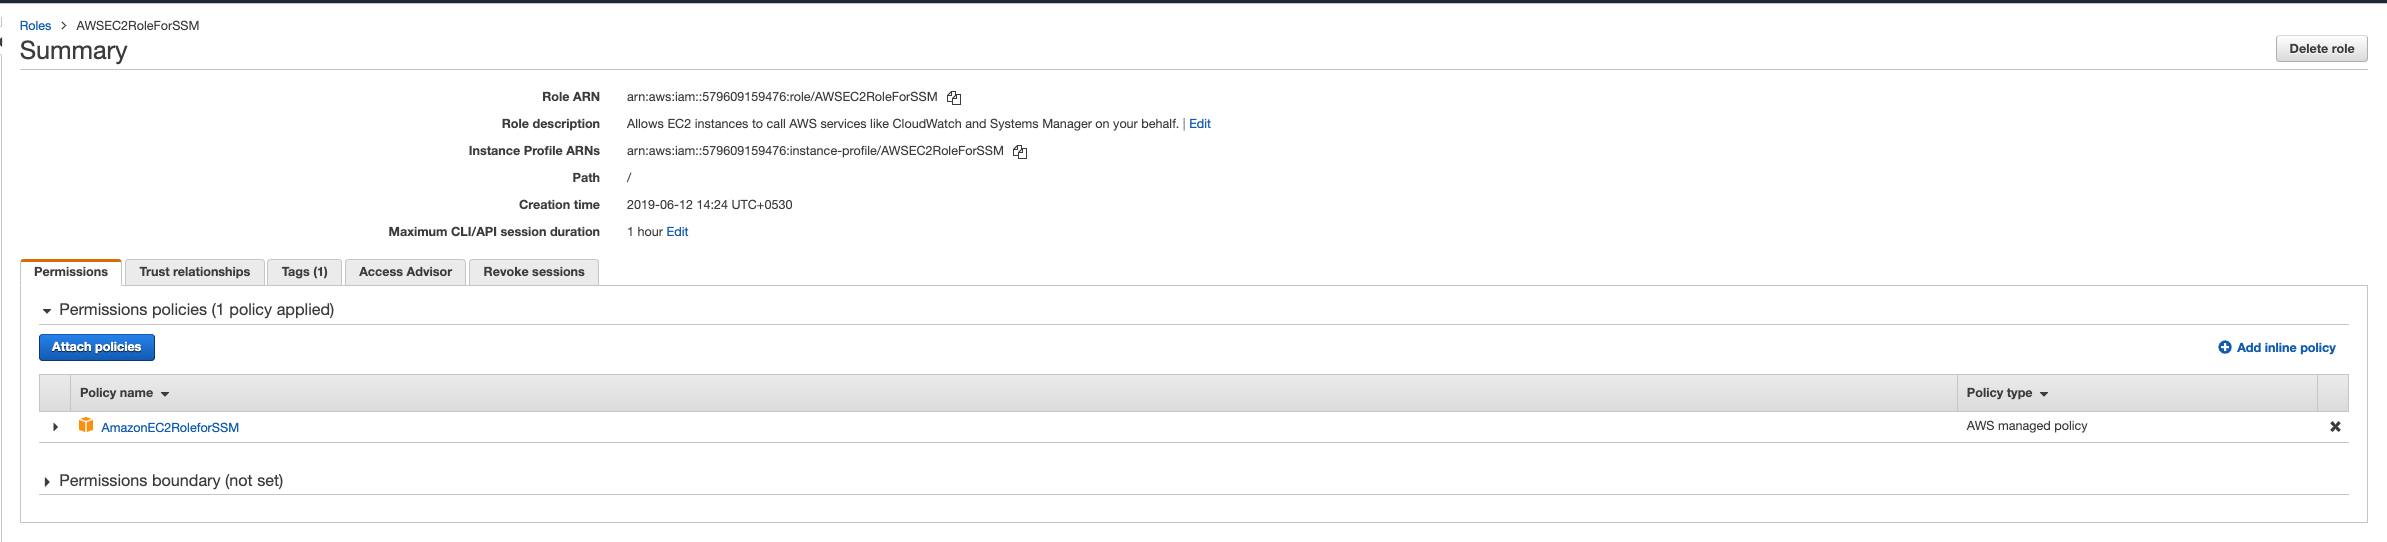 Roles > AWSEC2RoleForSSM
Summary
Delete role
Role ARN arn:aws:iam::579609159476:role/AWSEC2RoleForSSM
Role description Allows EC2 instances to call AWS services like CloudWatch and Systems Manager on your behalf. | Edit
Instance Profile ARNs arn:aws:iam::579609159476:instance-profile/AWSEC2RoleForSSM
Path /
Creation time 2019-06-12 14:24 UTC+0530
Maximum CLI/API session duration 1 hour Edit
Permissions Trust relationships Tags (1) Access Advisor Revoke sessions
Permissions policies (1 policy applied)
Attach policies Add inline policy
Policy name Policy type
AmazonEC2RoleforSSM AWS managed policy
Permissions boundary (not set)